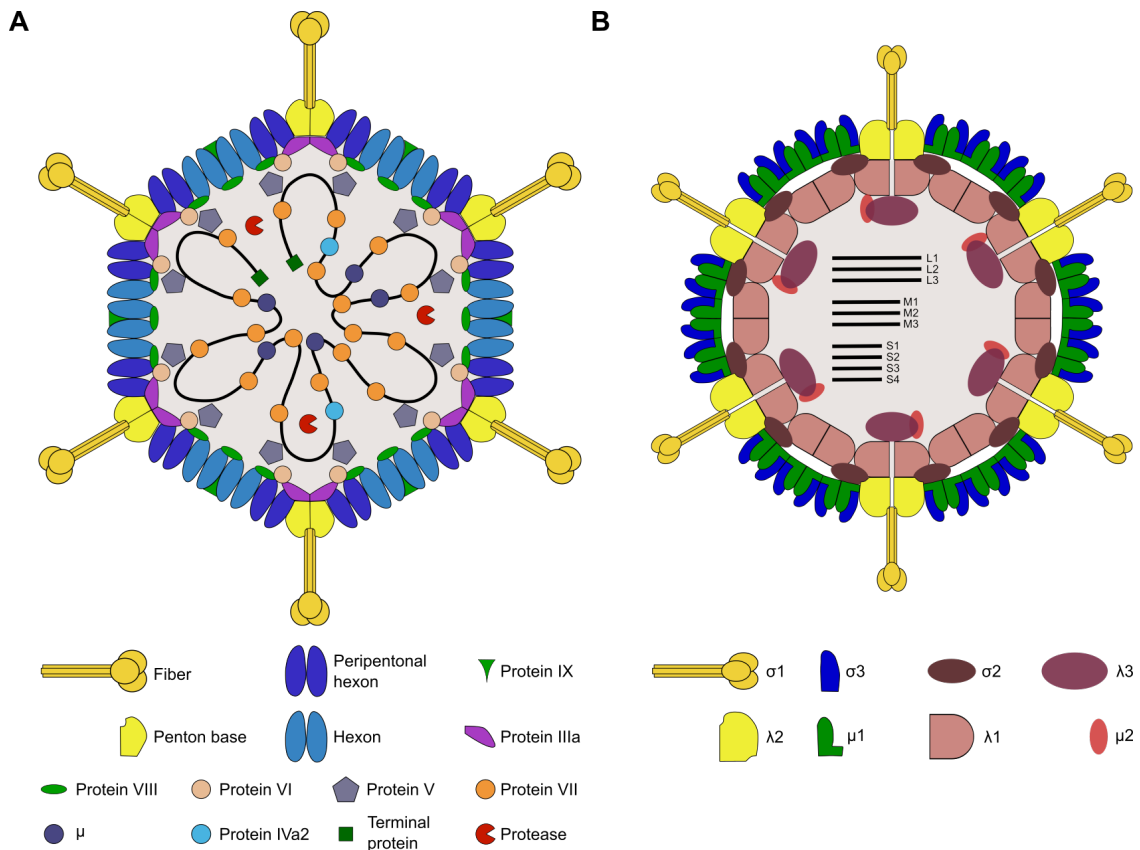 A
B
L1
L2
L3
M1
M2
M3
S1
S2
S3
S4
Fiber
Peripentonal
hexon
Protein IX
Penton base
Hexon
Protein IIIa
Protein VIII
Protein VI
Protein V
Protein VII
μ
Protein IVa2
Terminal
protein
Protease
σ1
σ3
σ2
λ3
λ2
μ1
λ1
μ2